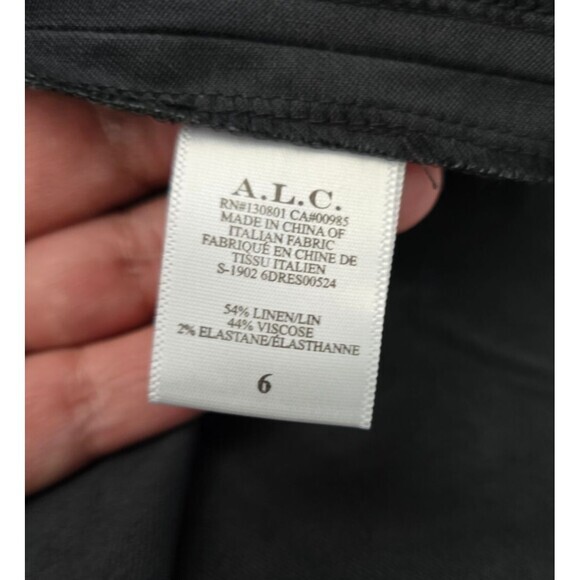 A.L.C.
RN#130801 CA#00985
MADE IN CHINA OF
ITALIAN FABRIC
FABRIQUÉ EN CHINE DE
TISSU ITALIEN
S-1902 6DRES00524
54% LINEN/LIN
44% VISCOSE
2% ELASTANE/ÉLASTHANNE
6